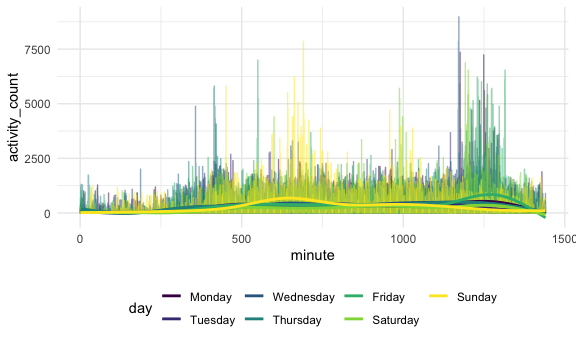 activity_count
7500
5000
2500
0
0 500 1000 1500
minute
day
Monday Wednesday Friday Sunday
Tuesday Thursday Saturday